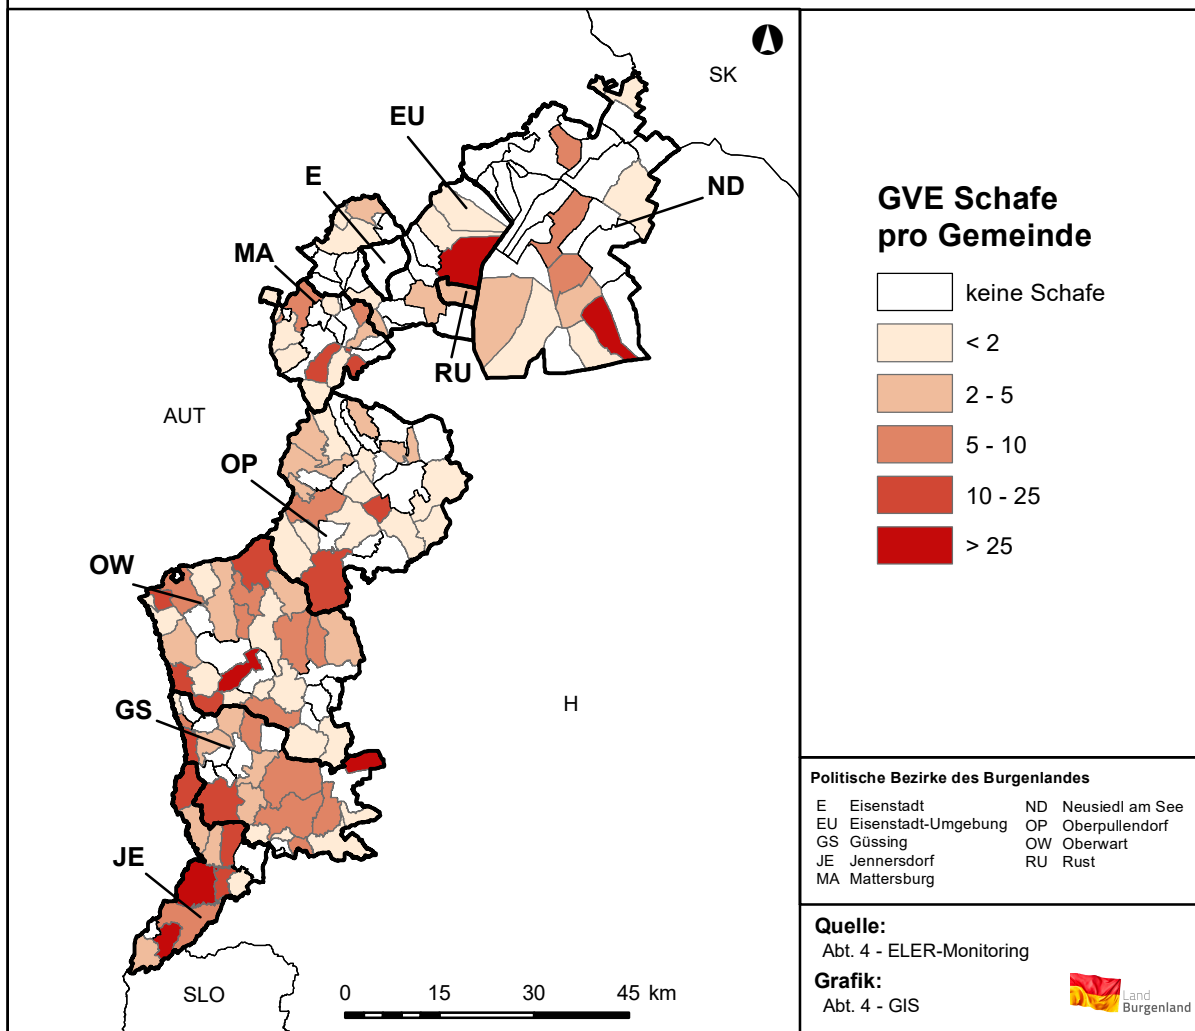 SK
EU
E
ND
MA
RU
AUT
OP
OW
H
GS
JE
SLO
0 15 30 45 km
GVE Schafe
pro Gemeinde
keine Schafe
< 2
2 - 5
5 - 10
10 - 25
> 25
Politische Bezirke des Burgenlandes
E Eisenstadt
EU Eisenstadt-Umgebung
GS Güssing
JE Jennersdorf
MA Mattersburg
ND Neusiedl am See
OP Oberpullendorf
OW Oberwart
RU Rust
Quelle:
Abt. 4 - ELER-Monitoring
Grafik:
Abt. 4 - GIS
Land
Burgenland